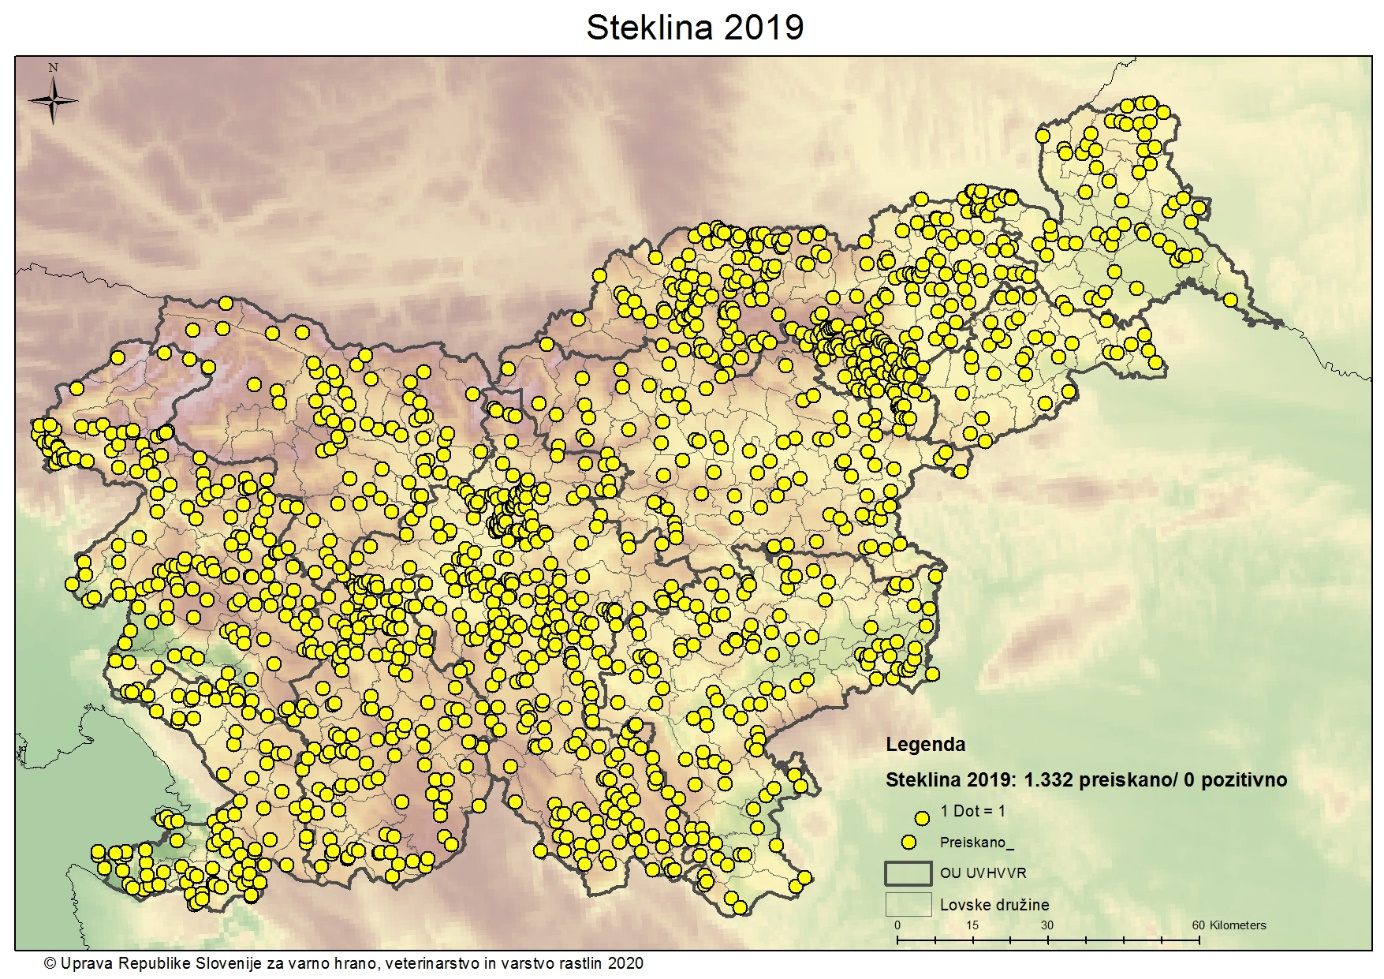 Steklina 2019
N
Legenda
Steklina 2019: 1.332 preiskano/ 0 pozitivno
1 Dot = 1
Preiskano_
OU UVHVVR
Lovske družine
0 15 30 60 Kilometers
© Uprava Republike Slovenije za varno hrano, veterinarstvo in varstvo rastlin 2020